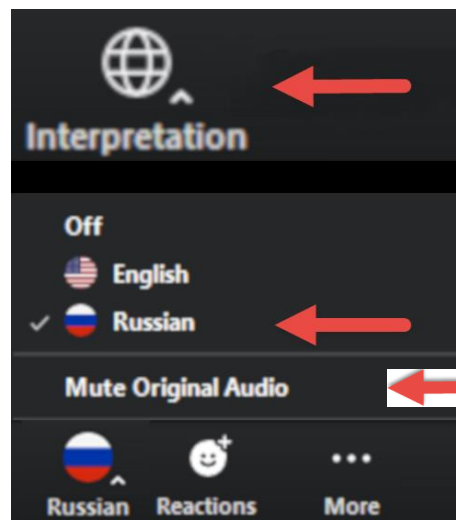 Interpretation
Off
English
Russian
Mute Original Audio
Russian Reactions More